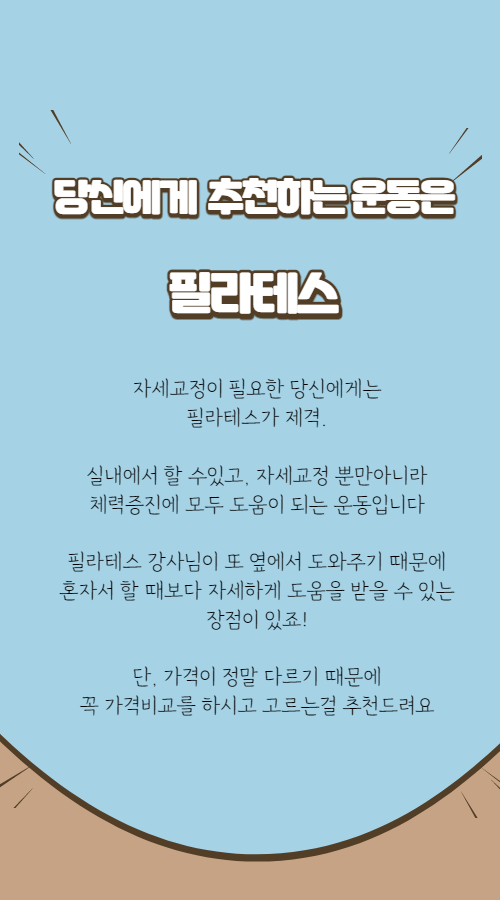 당신에게 추천하는 운동은
필라테스
자세교정이 필요한 당신에게는
필라테스가 제격.
실내에서 할 수있고, 자세교정 뿐만아니라
체력증진에 모두 도움이 되는 운동입니다
필라테스 강사님이 또 옆에서 도와주기 때문에
혼자서 할 때보다 자세하게 도움을 받을 수 있는
장점이 있죠!
단, 가격이 정말 다르기 때문에
꼭 가격비교를 하시고 고르는걸 추천드려요